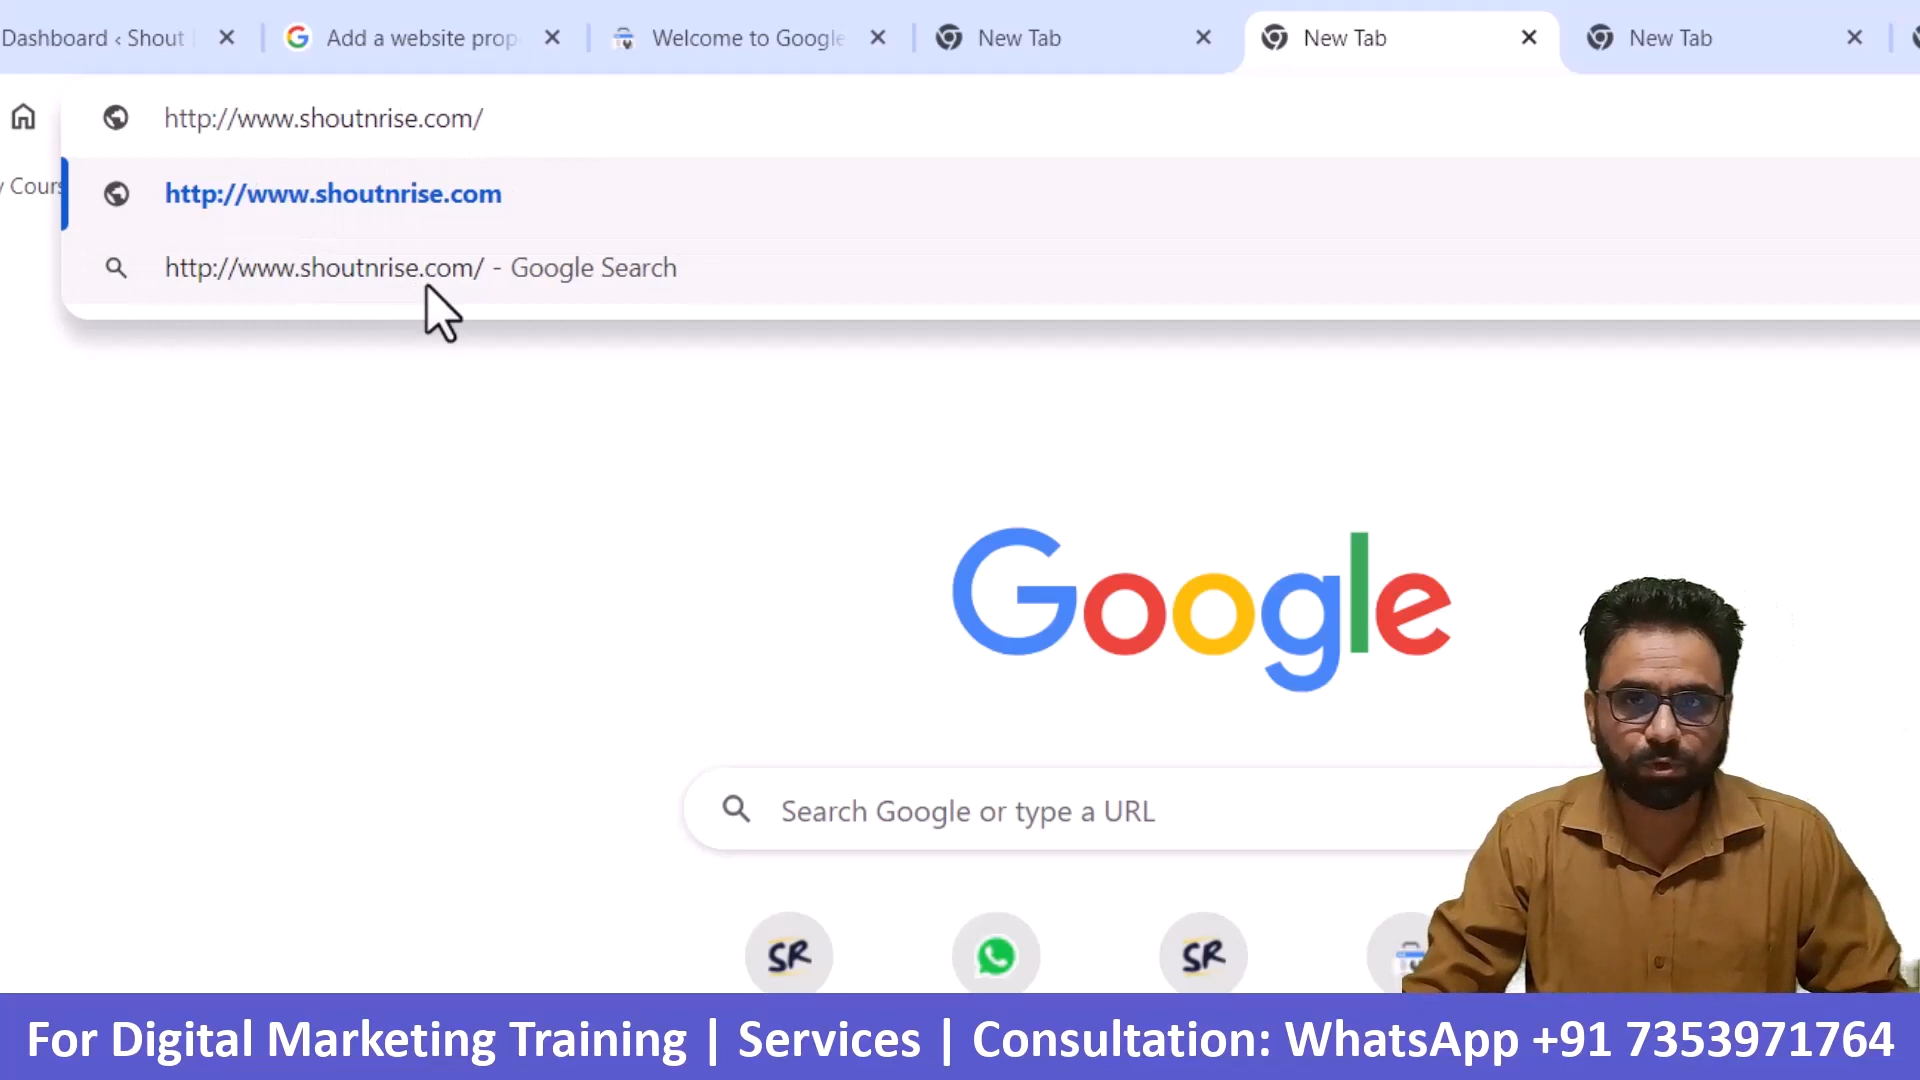 Dashboard ‹ Shout
Add a website prop
Welcome to Google
New Tab
New Tab
New Tab
http://www.shoutnrise.com/
y Cours
http://www.shoutnrise.com
http://www.shoutnrise.com/ - Google Search
Google
Search Google or type a URL
SR
SR
For Digital Marketing Training | Services | Consultation: WhatsApp +91 7353971764